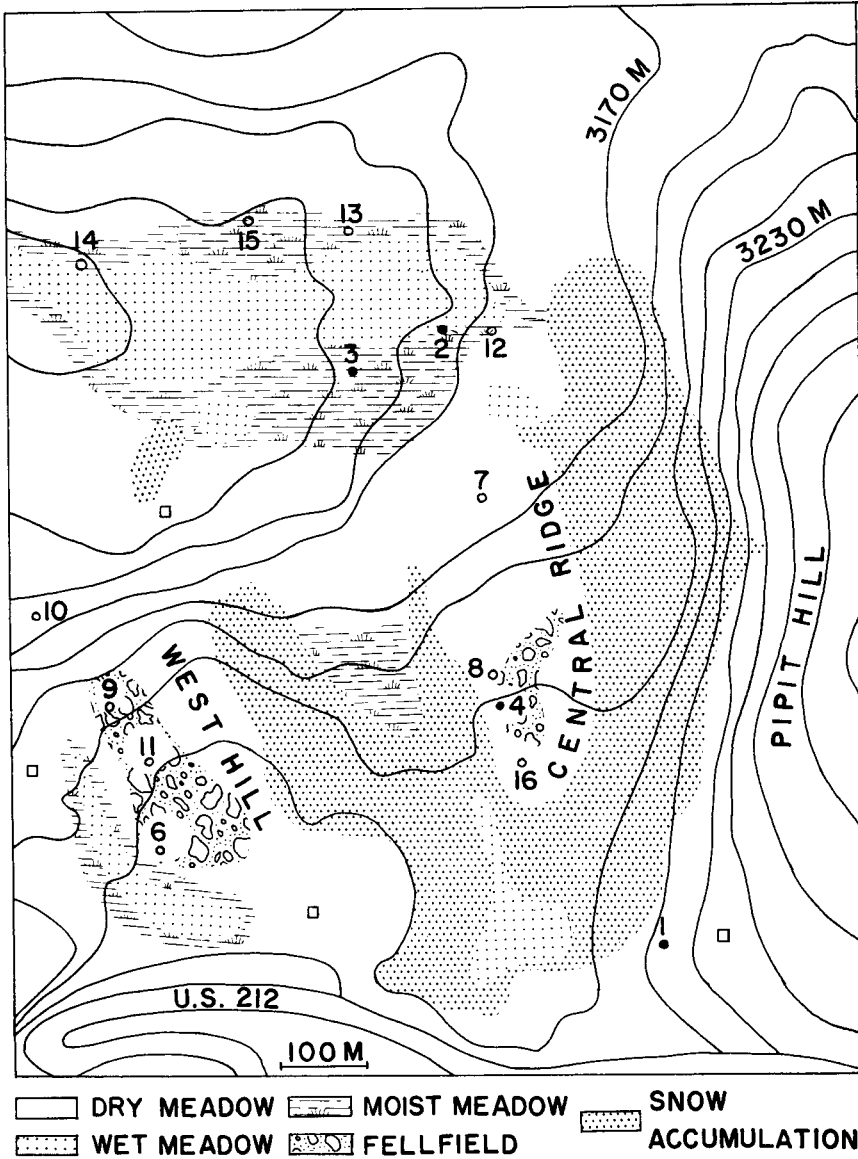 3170 M
3230 M
14
15
13
3
2
12
7
CENTRAL RIDGE
PIPIT HILL
10
WEST HILL
9
8
4
11
16
6
1
U.S. 212
100 M
DRY MEADOW
MOIST MEADOW
SNOW ACCUMULATION
WET MEADOW
FELLFIELD